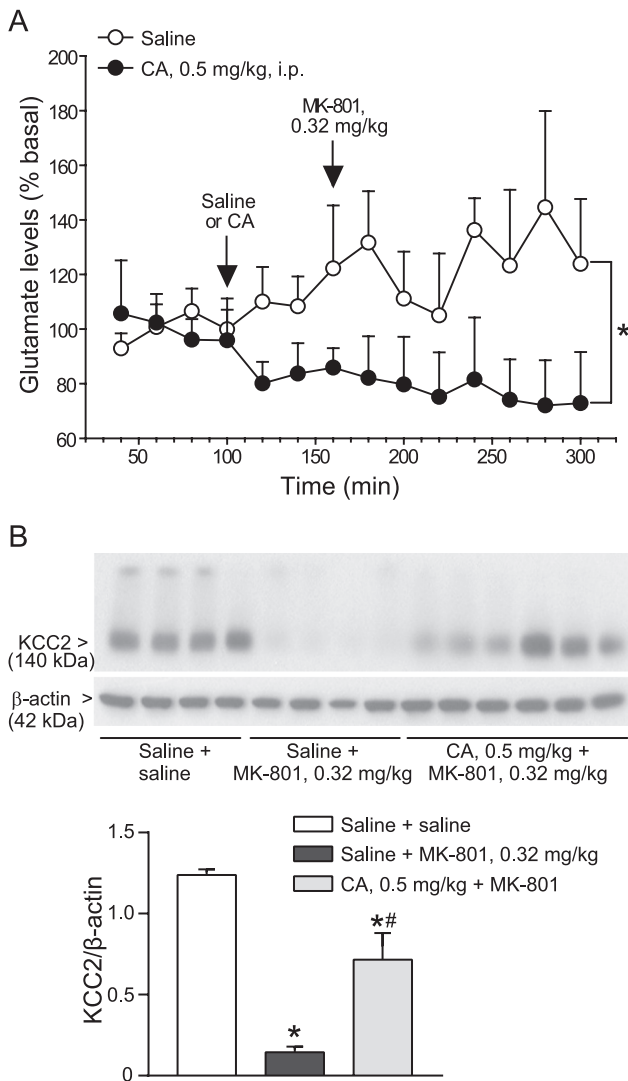 A
Saline
CA, 0.5 mg/kg, i.p.
Glutamate levels (% basal)
200
180
160
140
120
100
80
60
MK-801,
0.32 mg/kg
Saline
or CA
*
50 100 150 200 250 300
Time (min)
B
KCC2 >
(140 kDa)
β-actin >
(42 kDa)
Saline +
saline
Saline +
MK-801, 0.32 mg/kg
CA, 0.5 mg/kg +
MK-801, 0.32 mg/kg
Saline + saline
Saline + MK-801, 0.32 mg/kg
CA, 0.5 mg/kg + MK-801
KCC2/β-actin
1.5
1.0
0.5
0
*
*#